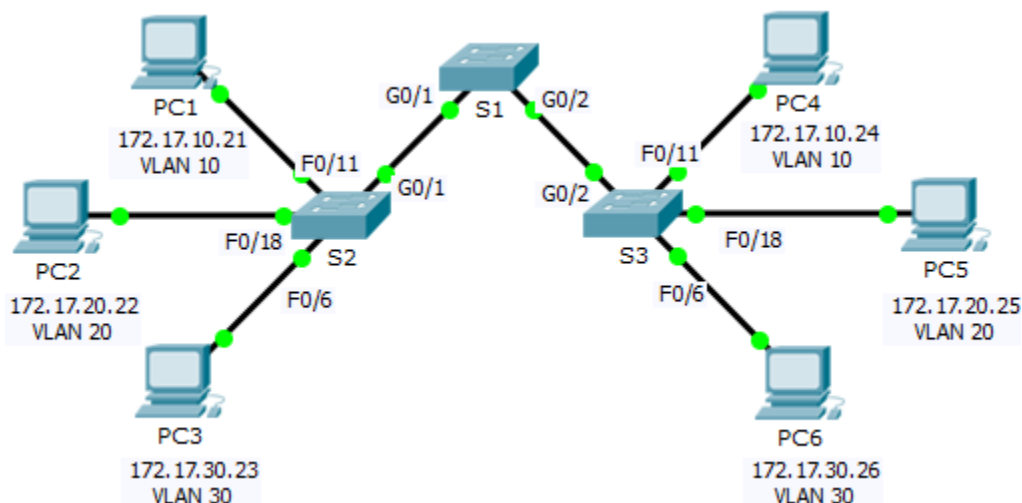 PC1
172.17.10.21
VLAN 10
G0/1
S1
G0/2
PC4
172.17.10.24
VLAN 10
F0/11
G0/1
F0/11
G0/2
PC2
172.17.20.22
VLAN 20
F0/18
S2
F0/6
S3
F0/6
F0/18
PC5
172.17.20.25
VLAN 20
PC3
172.17.30.23
VLAN 30
PC6
172.17.30.26
VLAN 30